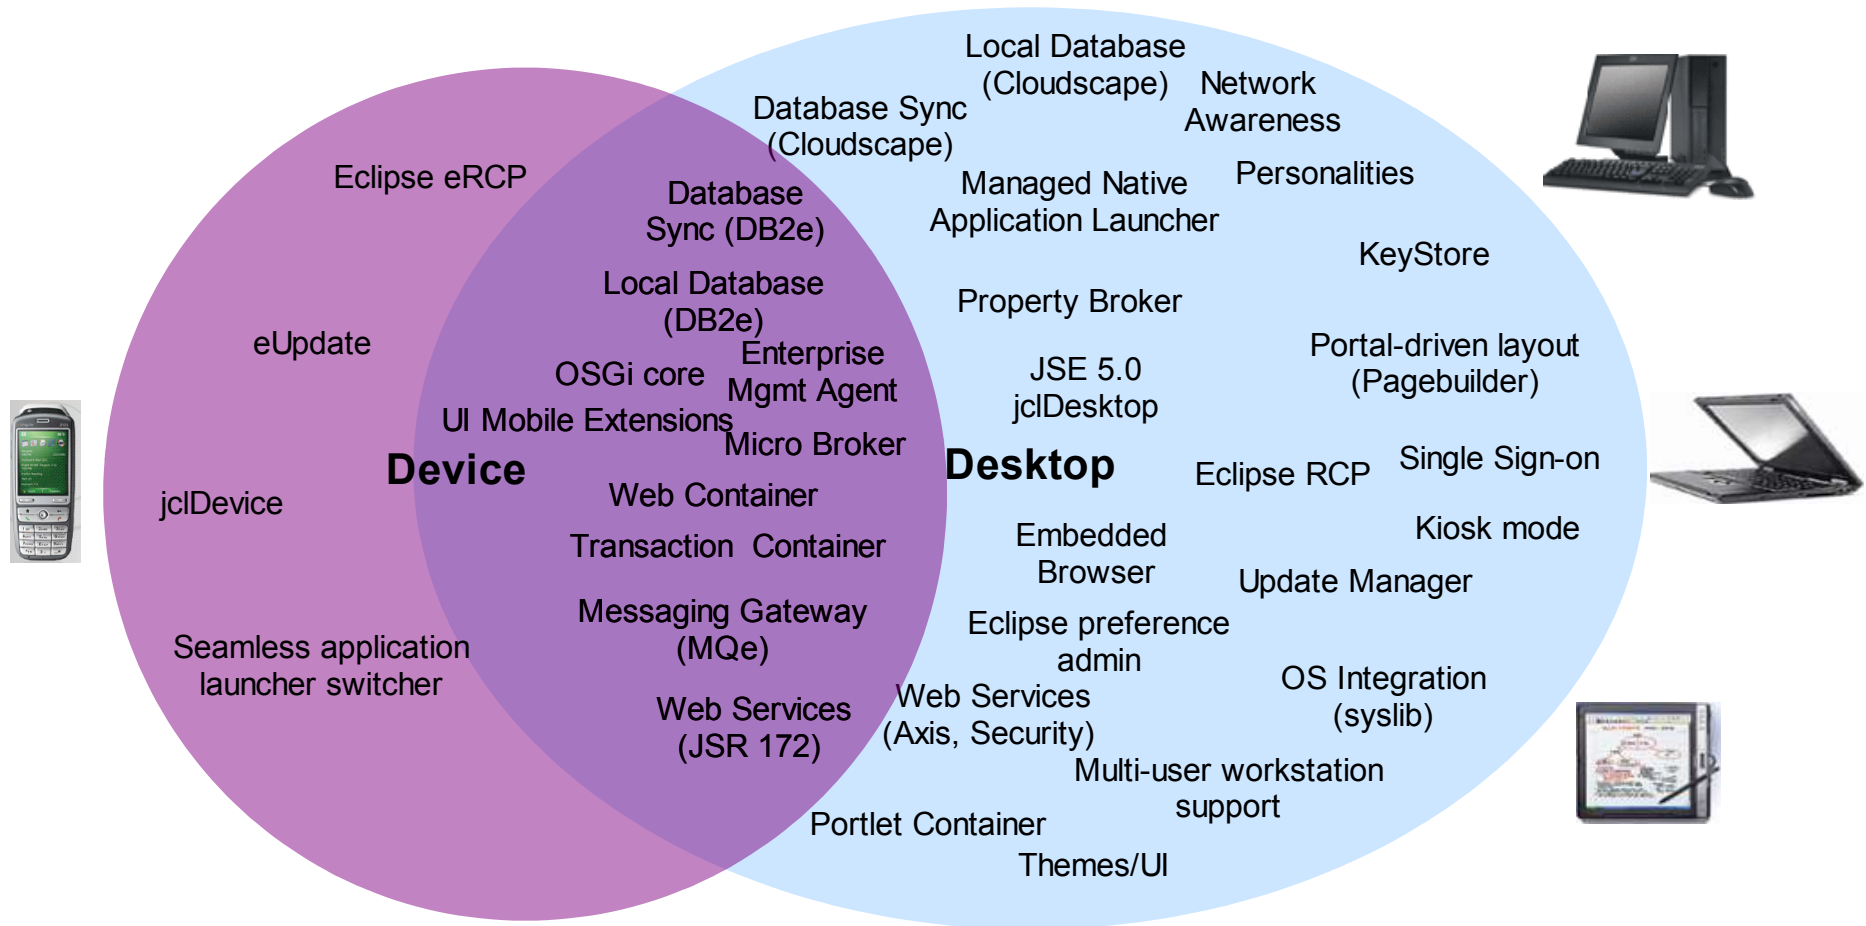 Eclipse eRCP
eUpdate
jclDevice
Seamless application
launcher switcher
Device
Database
Sync (DB2e)
Local Database
(DB2e)
Enterprise
Mgmt Agent
OSGi core
UI Mobile Extensions
Micro Broker
Web Container
Transaction  Container
Messaging Gateway
(MQe)
Web Services
(JSR 172)
Local Database
(Cloudscape)
Network
Awareness
Database Sync
(Cloudscape)
Managed Native
Application Launcher
Personalities
KeyStore
Property Broker
Portal-driven layout
(Pagebuilder)
JSE 5.0
jclDesktop
Desktop
Eclipse RCP
Single Sign-on
Kiosk mode
Embedded
Browser
Update Manager
Eclipse preference
admin
OS Integration
(syslib)
Web Services
(Axis, Security)
Multi-user workstation
support
Portlet Container
Themes/UI